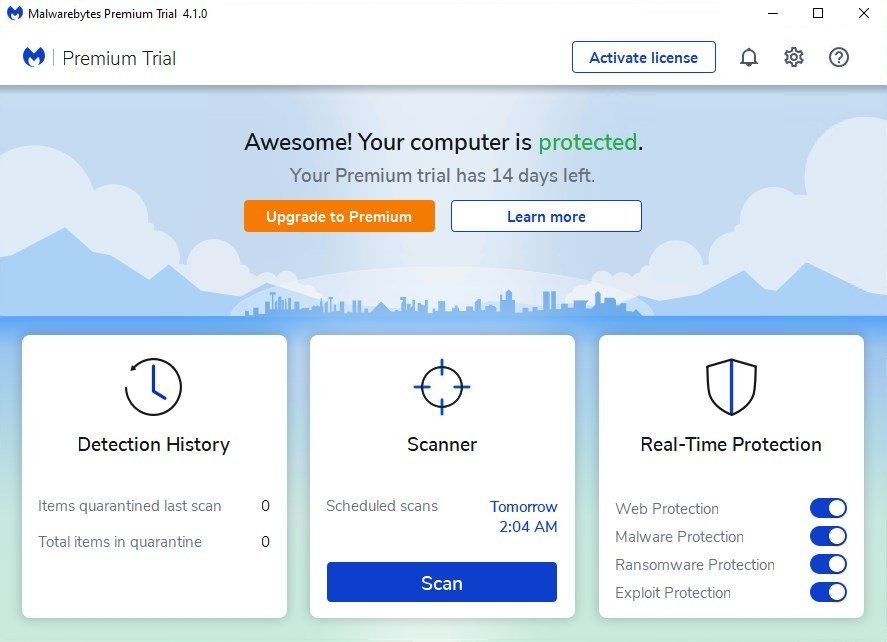 Malwarebytes Premium Trial 4.1.0
Premium Trial
Activate license
Awesome! Your computer is protected.
Your Premium trial has 14 days left.
Upgrade to Premium
Learn more
Detection History
Items quarantined last scan 0
Total items in quarantine 0
Scanner
Scheduled scans Tomorrow
2:04 AM
Scan
Real-Time Protection
Web Protection
Malware Protection
Ransomware Protection
Exploit Protection